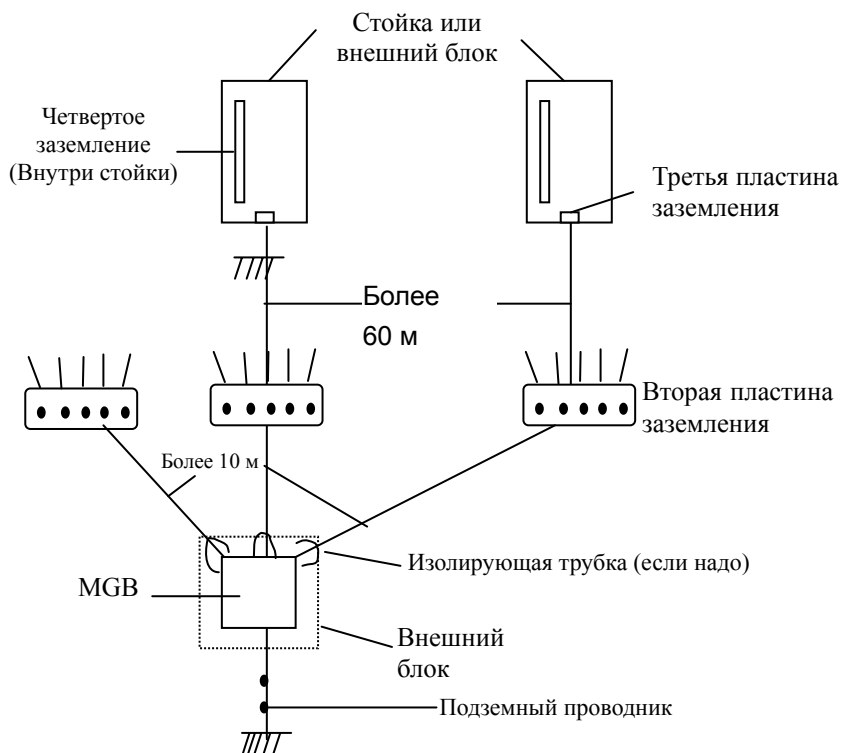 Стойка или
внешний блок
Четвертое
заземление
(Внутри стойки)
Третья пластина
заземления
Более
60 м
Вторая пластина
заземления
Более 10 м
Изолирующая трубка (если надо)
MGB
Внешний
блок
Подземный проводник